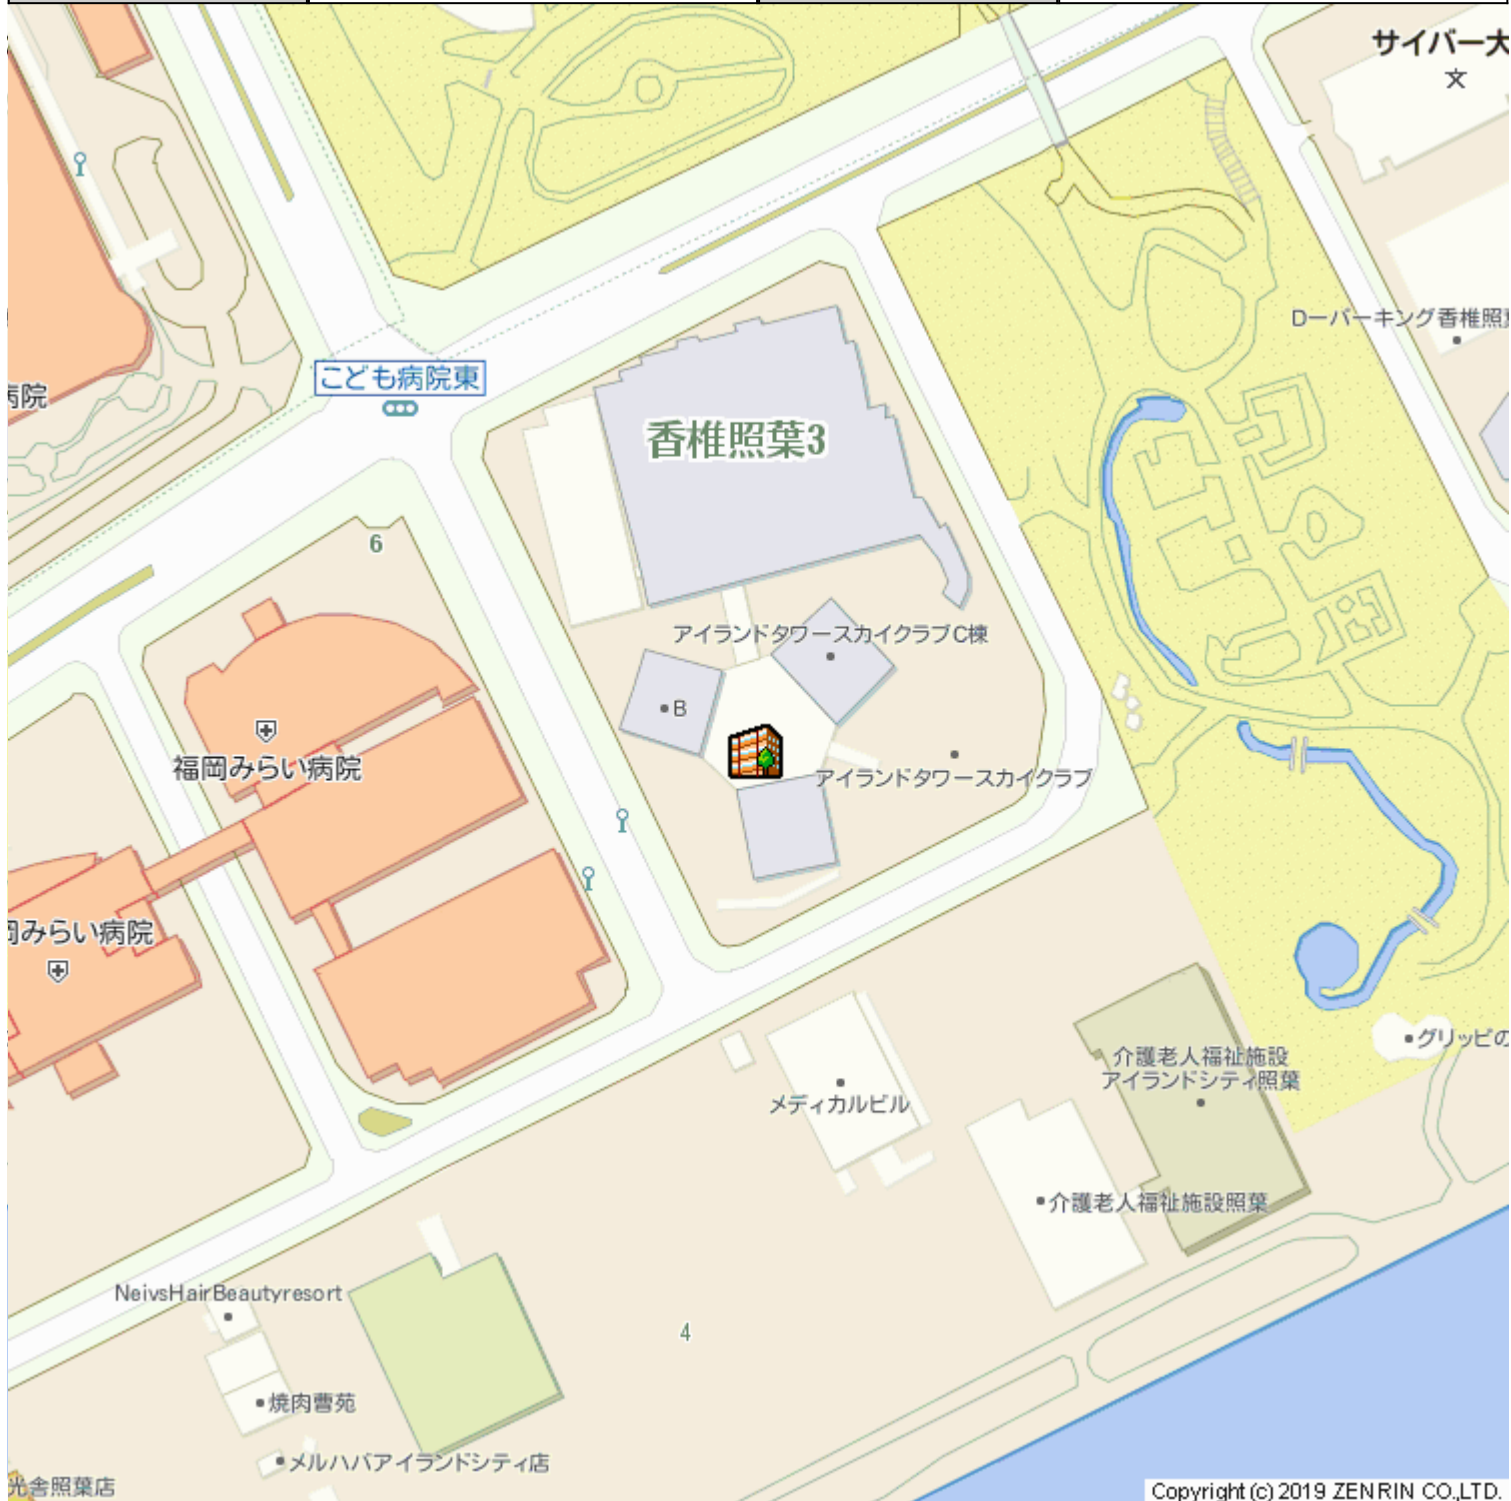 サイバー大
文
Dーパーキング香椎照葉
病院
こども病院東
香椎照葉3
6
アイランドタワースカイクラブC棟
B
福岡みらい病院
アイランドタワースカイクラブ
岡みらい病院
グリッピの
介護老人福祉施設
アイランドシティ照葉
メディカルビル
介護老人福祉施設照葉
NeivsHairBeautyresort
4
焼肉曹苑
メルハバアイランドシティ店
光舎照葉店
Copyright (c) 2019 ZENRIN CO.,LTD.